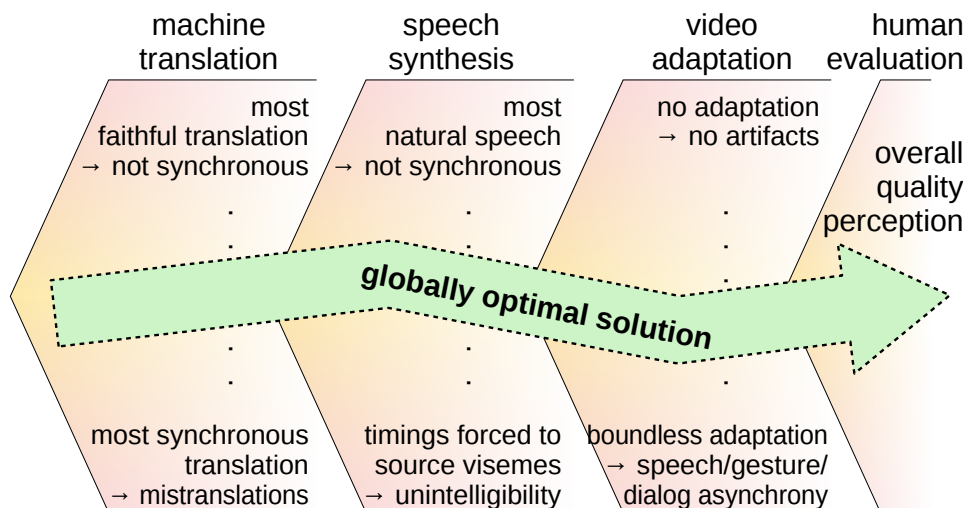 machine
translation
speech
synthesis
video
adaptation
human
evaluation
most
faithful translation
→ not synchronous
most
natural speech
→ not synchronous
no adaptation
→ no artifacts
overall
quality
perception
globally optimal solution
most synchronous
translation
→ mistranslations
timings forced to
source visemes
→ unintelligibility
boundless adaptation
→ speech/gesture/
dialog asynchrony